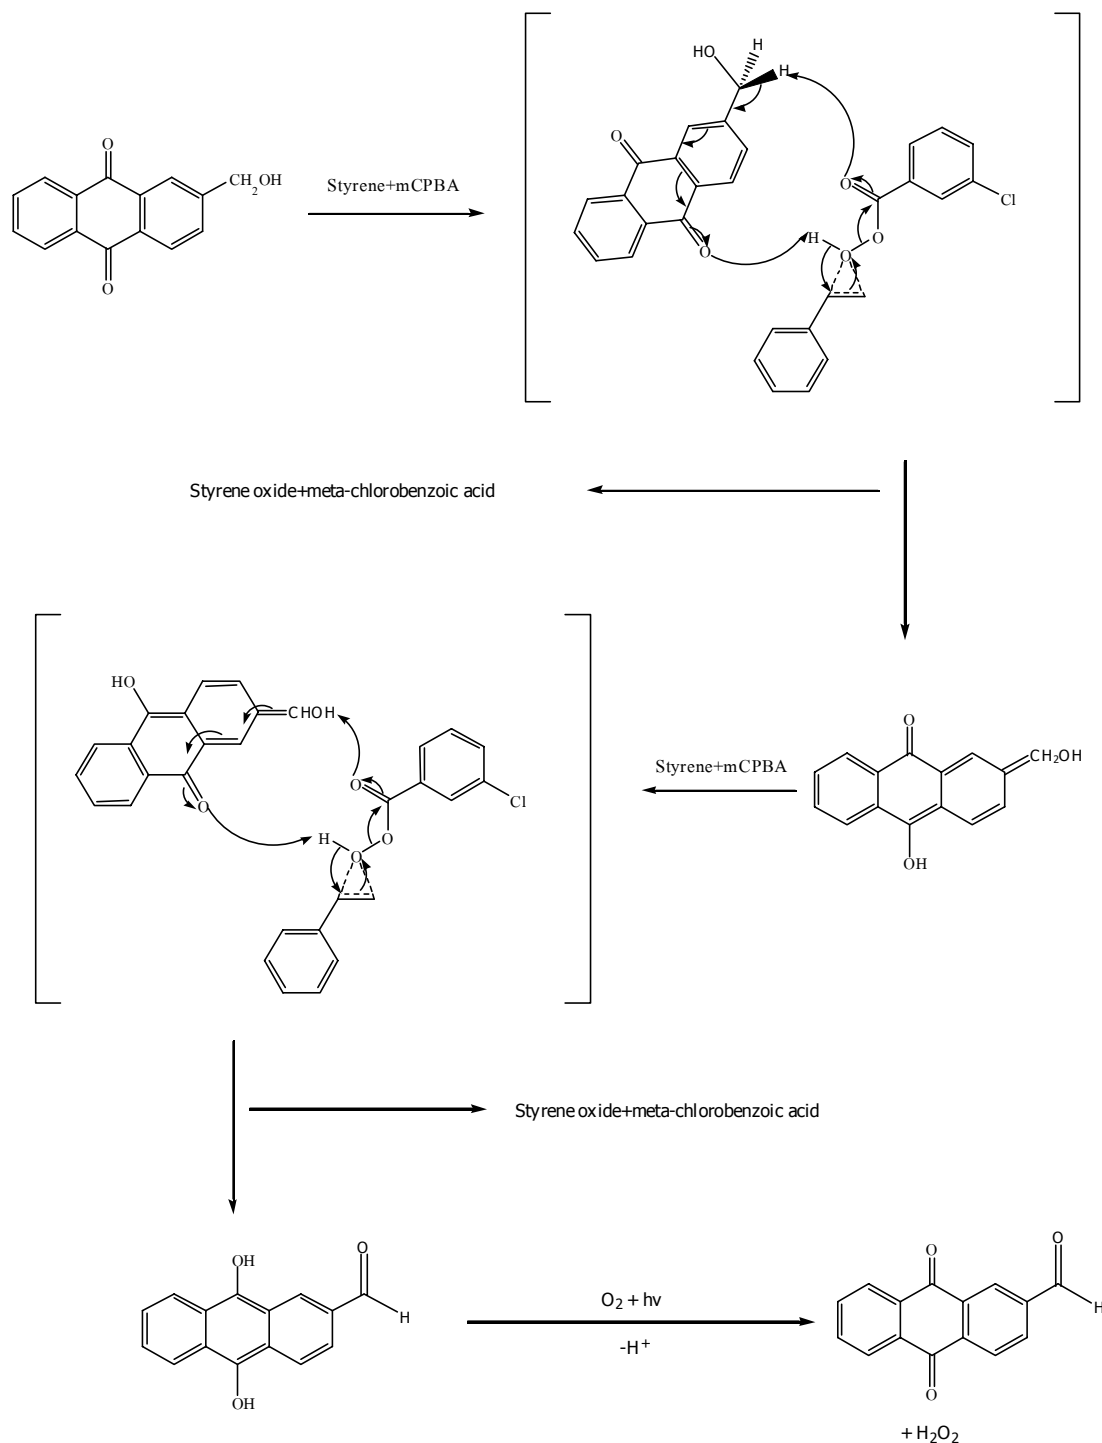 O
CH2OH
O
Styrene+mCPBA
HO
H
H
O
O
O
Cl
H
O
O
Styrene oxide+meta-chlorobenzoic acid
HO
CHOH
O
O
Cl
H
O
O
Styrene+mCPBA
O
CH2OH
OH
Styrene oxide+meta-chlorobenzoic acid
OH
O
H
OH
O2 + hv
-H+
O
O
H
O
+ H2O2